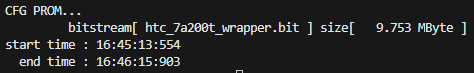 CFG PROM...
bitstream[ htc_7a200t_wrapper.bit ] size[   9.753 MByte ]
start time : 16:45:13:554
  end time : 16:46:15:903